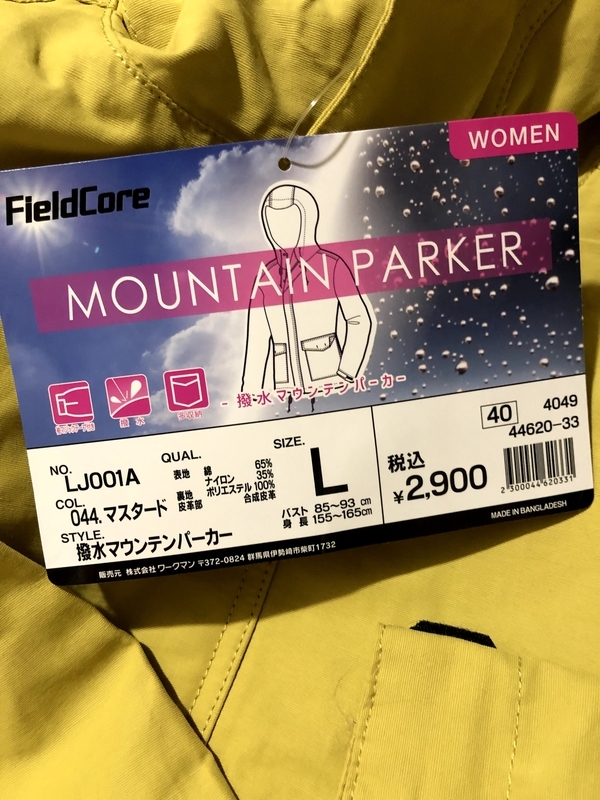 WOMEN
FieldCore
MOUNTAIN PARKER
撥水
- 撥水マウンテンパーカ -
NO. LJ001A
COL. 044.マスタード
STYLE. 撥水マウンテンパーカー
QUAL.
表地 綿 65%
ナイロン 35%
裏地 ポリエステル 100%
皮革部 合成皮革
SIZE.
L
バスト 85～93 cm
身長 155～165cm
40 4049
44620-33
税込
¥2,900
2 300044 620331
MADE IN BANGLADESH
販売元 株式会社 ワークマン 〒372-0824 群馬県伊勢崎市柴町1732